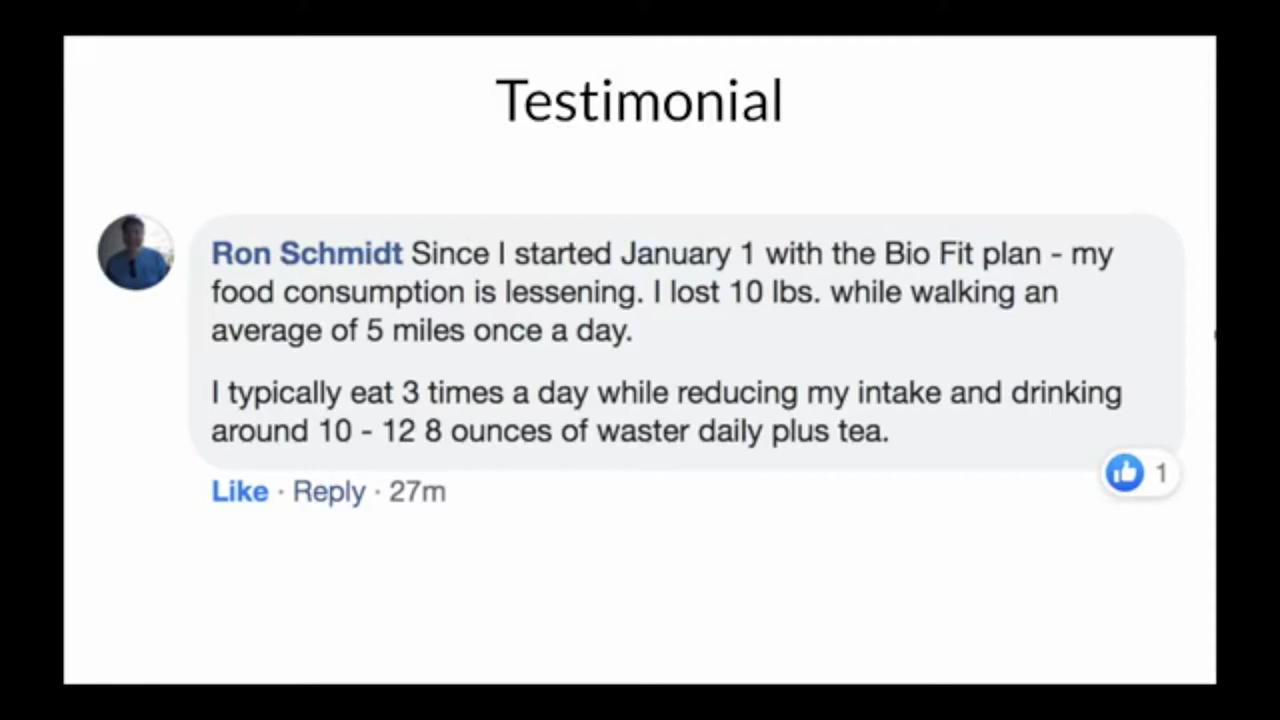 Testimonial
Ron Schmidt Since I started January 1 with the Bio Fit plan - my
food consumption is lessening. I lost 10 lbs. while walking an
average of 5 miles once a day.
I typically eat 3 times a day while reducing my intake and drinking
around 10 - 12 8 ounces of waster daily plus tea.
Like · Reply · 27m
1